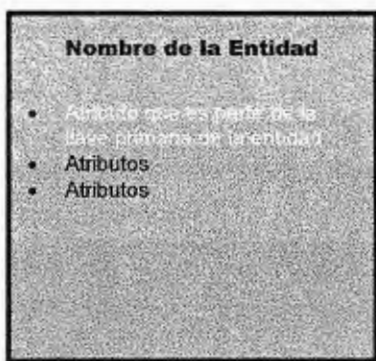 Nombre de la Entidad
Atributo que es parte de la
llave primaria de la entidad
Atributos
Atributos